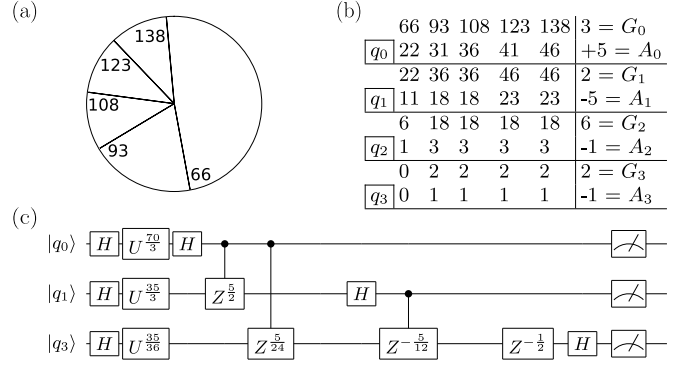 (a)
138
123
108
93
66
(b)
66 93 108 123 138 3 = G₀
q₀ 22 31 36 41 46 +5 = A₀
22 36 36 46 46 2 = G₁
q₁ 11 18 18 23 23 -5 = A₁
6 18 18 18 18 6 = G₂
q₂ 1 3 3 3 3 -1 = A₂
0 2 2 2 2 2 = G₃
q₃ 0 1 1 1 1 -1 = A₃
(c)
|q₀⟩ H U^{70/3} H
|q₁⟩ H U^{35/3} Z^{5/2} H
|q₃⟩ H U^{35/36} Z^{5/24} Z^{-5/12} Z^{-1/2} H